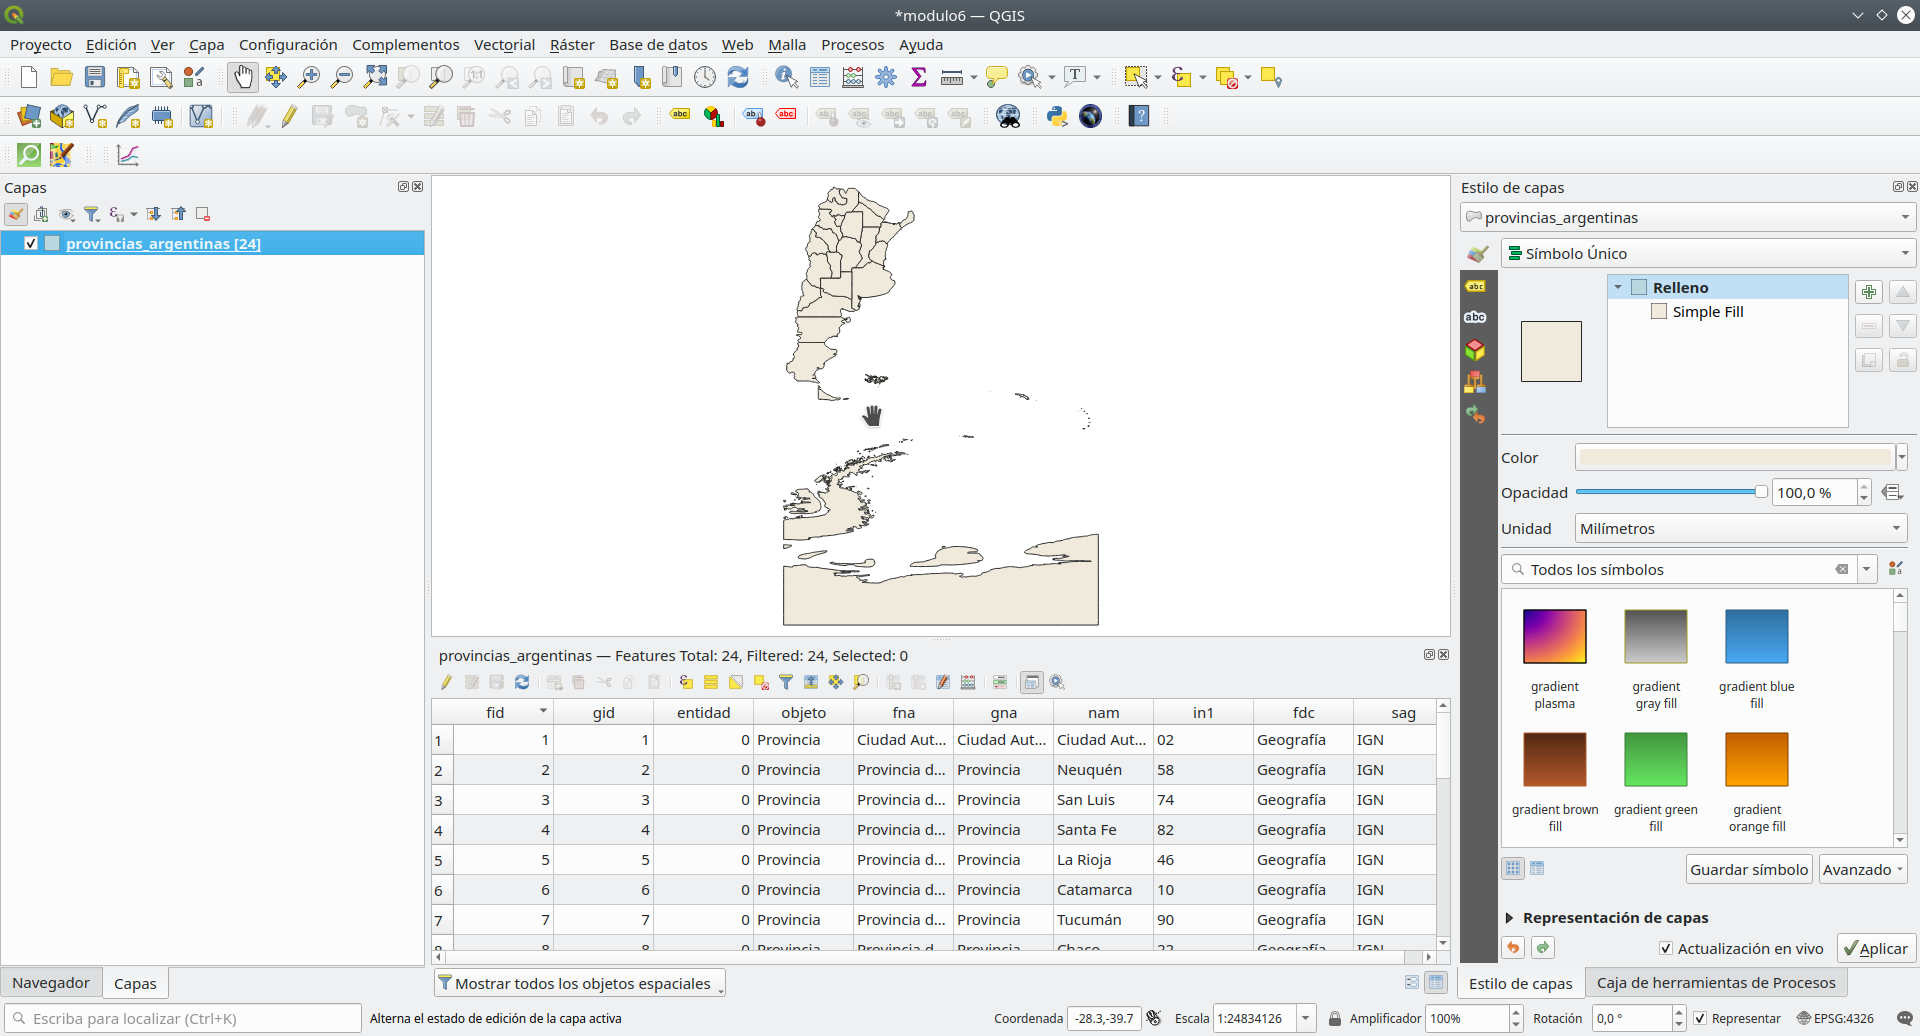 *modulo6 — QGIS
Proyecto Edición Ver Capa Configuración Complementos Vectorial Ráster Base de datos Web Malla Procesos Ayuda
Capas
provincias_argentinas [24]
Estilo de capas
provincias_argentinas
Símbolo Único
Relleno
Simple Fill
Color
Opacidad 100,0 %
Unidad Milímetros
Todos los símbolos
gradient plasma
gradient gray fill
gradient blue fill
gradient brown fill
gradient green fill
gradient orange fill
Guardar símbolo Avanzado
Representación de capas
Actualización en vivo Aplicar
provincias_argentinas — Features Total: 24, Filtered: 24, Selected: 0
fid gid entidad objeto fna gna nam in1 fdc sag
1 1 1 0 Provincia Ciudad Aut... Ciudad Aut... Ciudad Aut... 02 Geografía IGN
2 2 2 0 Provincia Provincia d... Provincia Neuquén 58 Geografía IGN
3 3 3 0 Provincia Provincia d... Provincia San Luis 74 Geografía IGN
4 4 4 0 Provincia Provincia d... Provincia Santa Fe 82 Geografía IGN
5 5 5 0 Provincia Provincia d... Provincia La Rioja 46 Geografía IGN
6 6 6 0 Provincia Provincia d... Provincia Catamarca 10 Geografía IGN
7 7 7 0 Provincia Provincia d... Provincia Tucumán 90 Geografía IGN
8 8 8 0 Provincia Provincia d... Provincia Chaco 22 Geografía IGN
Mostrar todos los objetos espaciales
Navegador Capas
Estilo de capas Caja de herramientas de Procesos
Escriba para localizar (Ctrl+K)
Alterna el estado de edición de la capa activa
Coordenada -28.3,-39.7 Escala 1:24834126 Amplificador 100% Rotación 0,0 ° Representar EPSG:4326